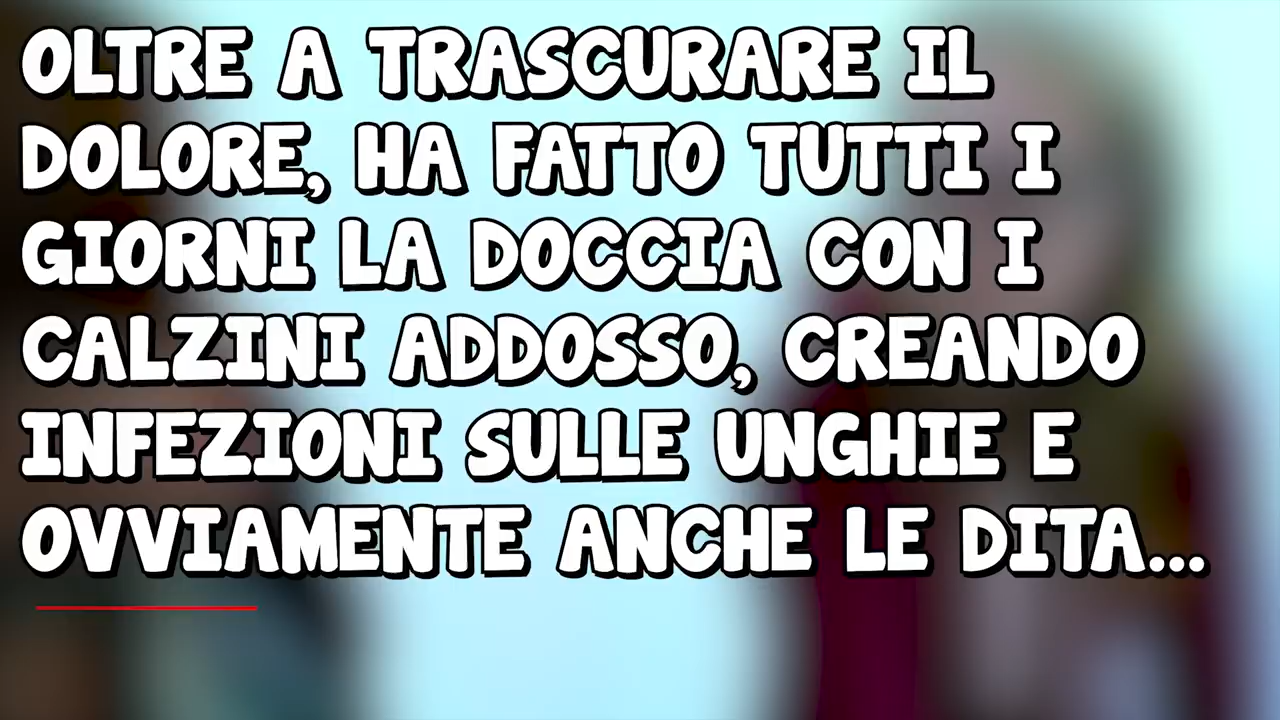 OLTRE A TRASCURARE IL
DOLORE, HA FATTO TUTTI I
GIORNI LA DOCCIA CON I
CALZINI ADDOSSO, CREANDO
INFEZIONI SULLE UNGHIE E
OVVIAMENTE ANCHE LE DITA...